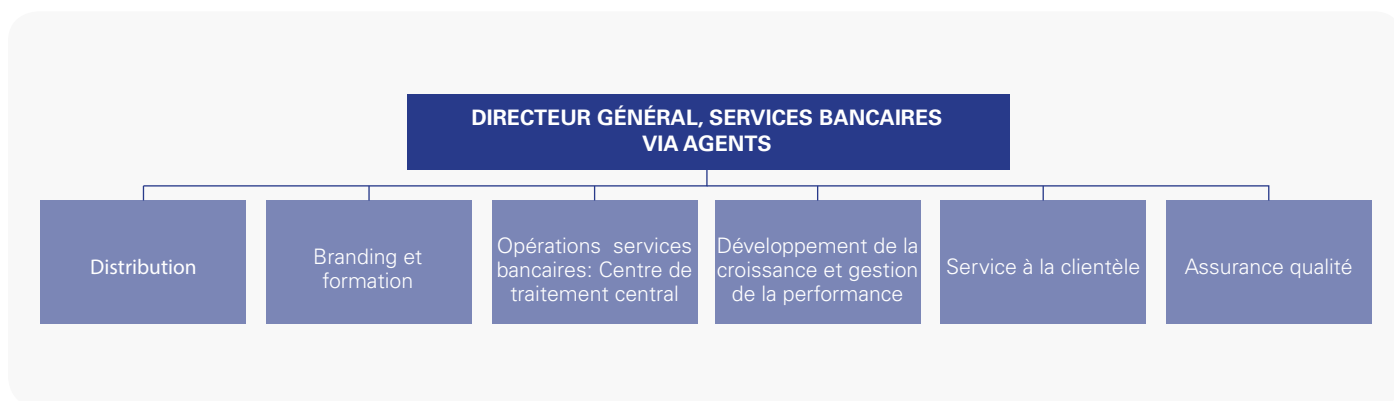 DIRECTEUR GÉNÉRAL, SERVICES BANCAIRES
VIA AGENTS
Distribution
Branding et
formation
Opérations services
bancaires: Centre de
traitement central
Développement de la
croissance et gestion
de la performance
Service à la clientèle
Assurance qualité